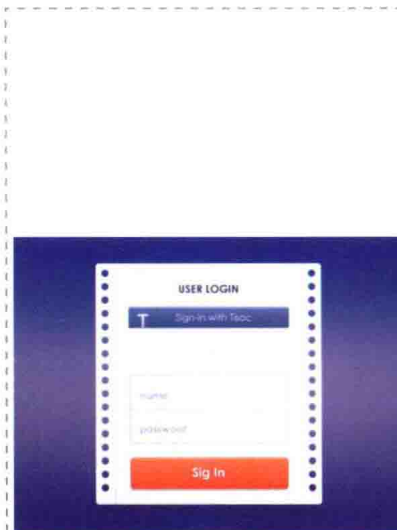 USER LOGIN
T Sign in with Tsoc
name
password
Sig In